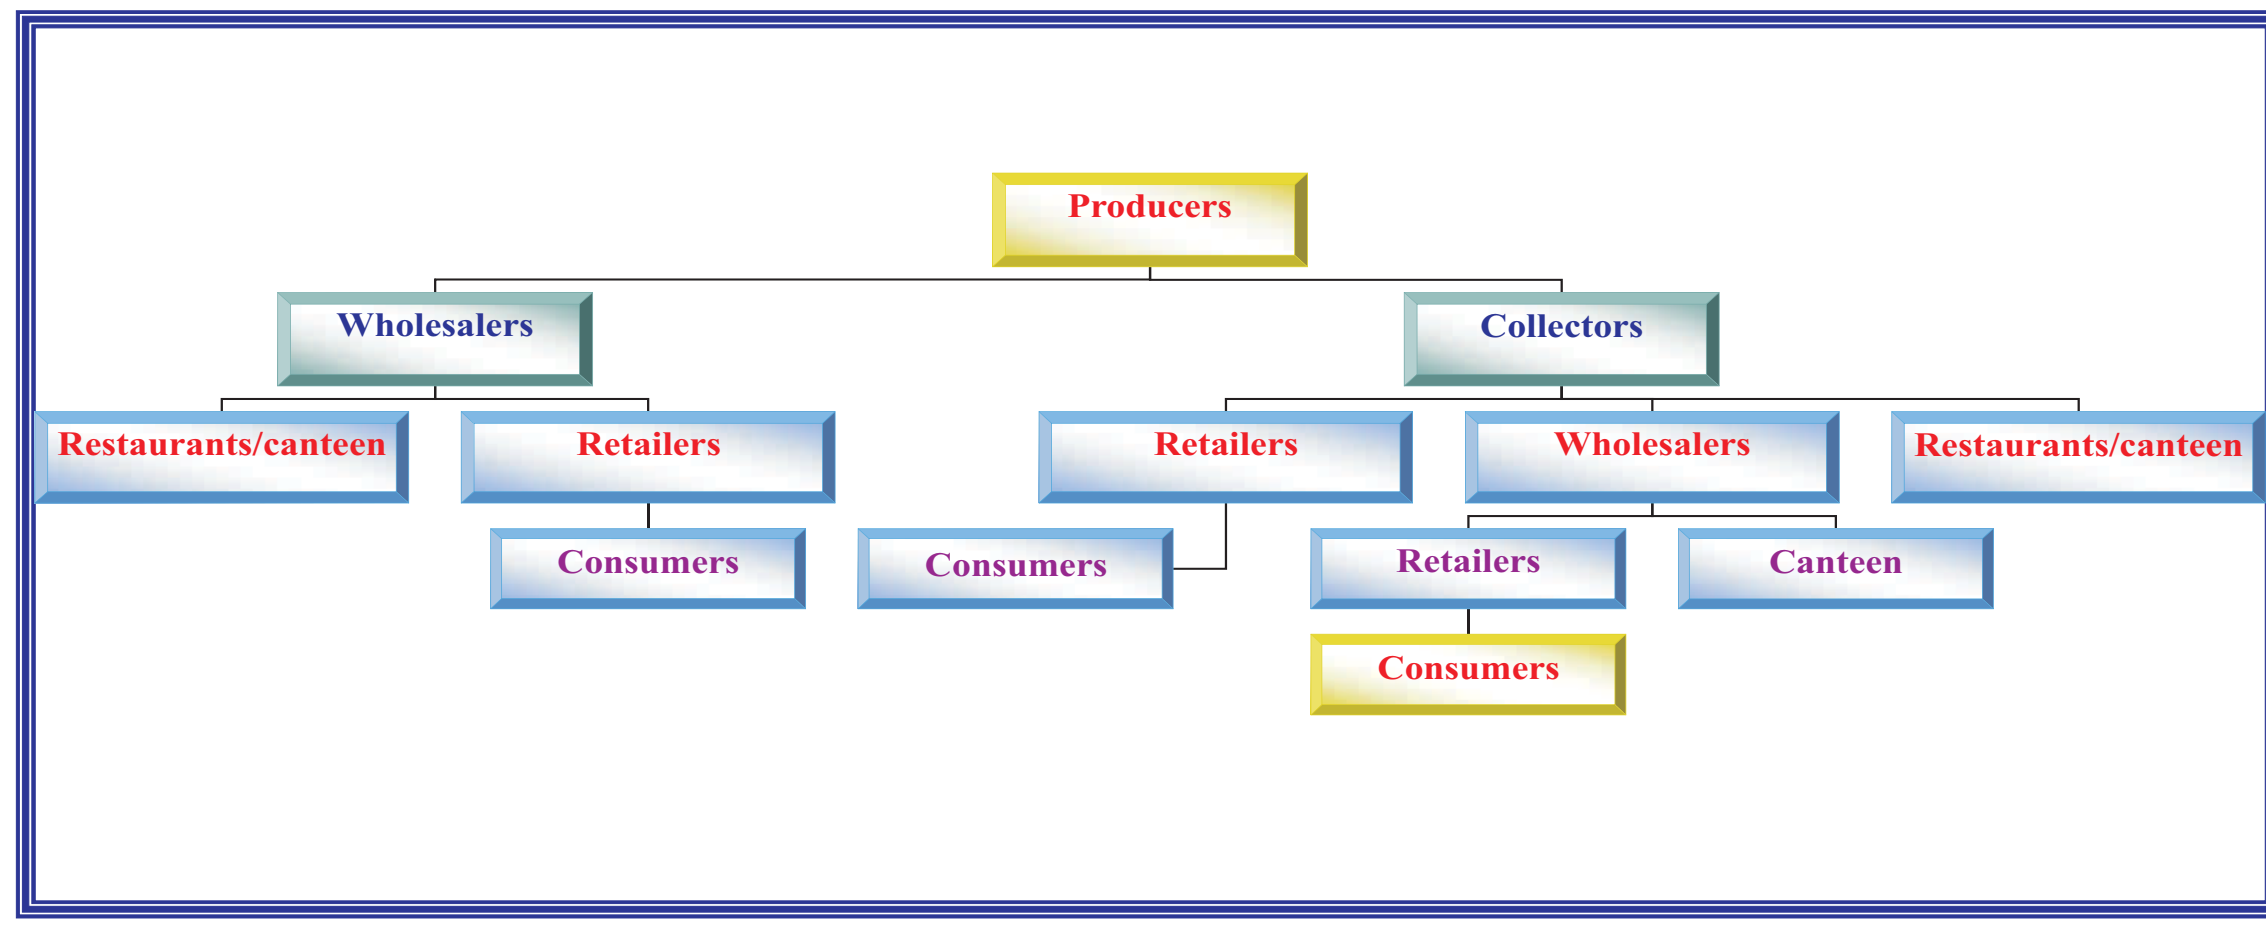 Producers
Wholesalers
Collectors
Restaurants/canteen
Retailers
Retailers
Wholesalers
Restaurants/canteen
Consumers
Consumers
Retailers
Canteen
Consumers